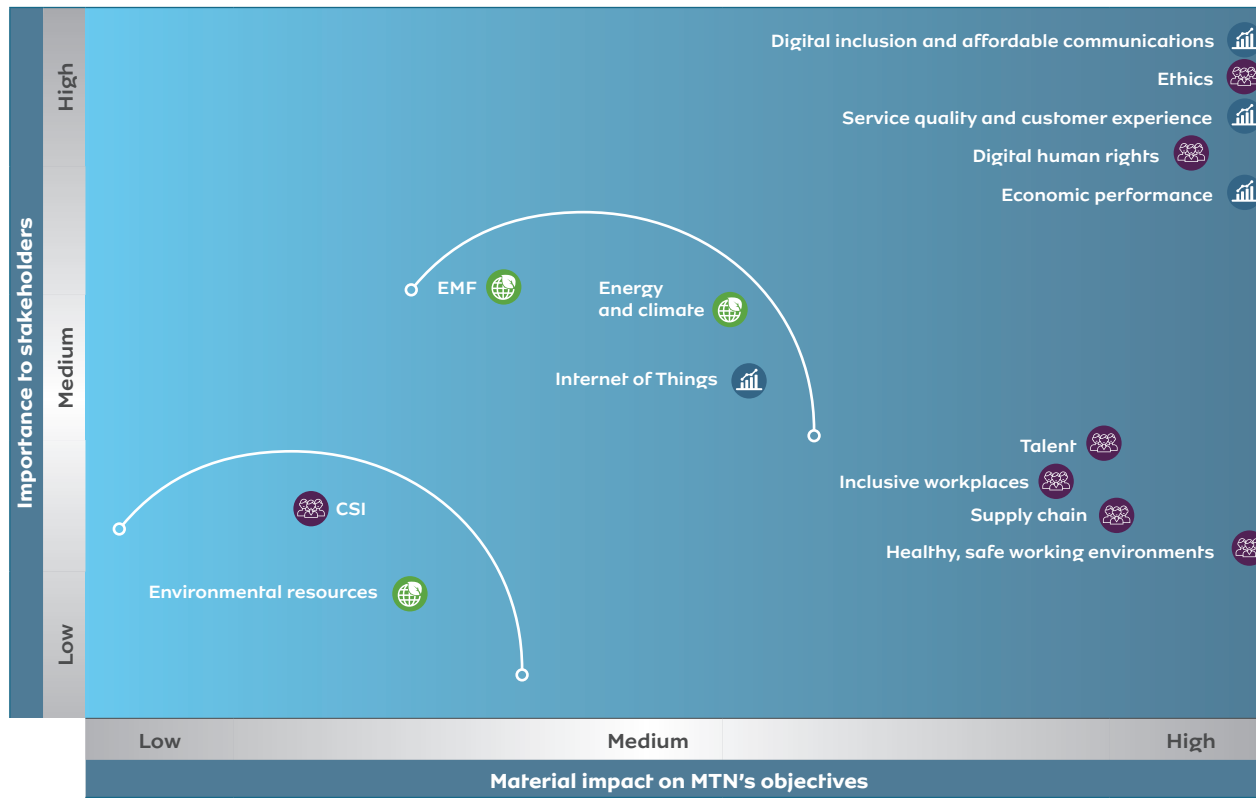 Importance to stakeholders
High
Medium
Low
Digital inclusion and affordable communications
Ethics
Service quality and customer experience
Digital human rights
Economic performance
EMF
Energy
and climate
Internet of Things
Talent
Inclusive workplaces
Supply chain
Healthy, safe working environments
CSI
Environmental resources
Low
Medium
High
Material impact on MTN's objectives